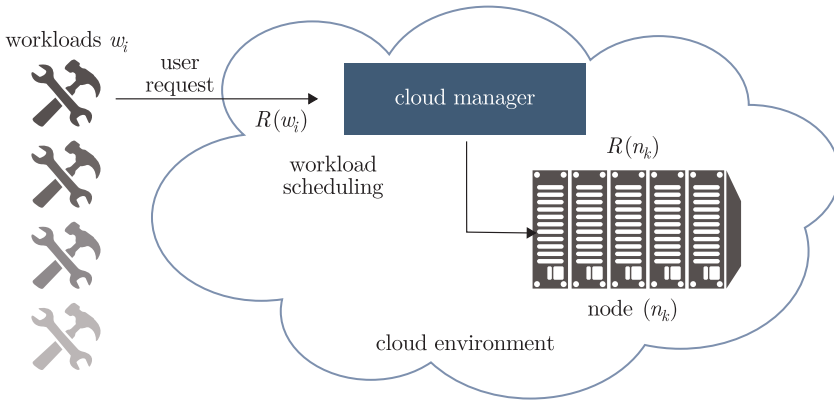 workloads wᵢ
user
request
R(wᵢ)
cloud manager
workload
scheduling
R(nₖ)
node (nₖ)
cloud environment